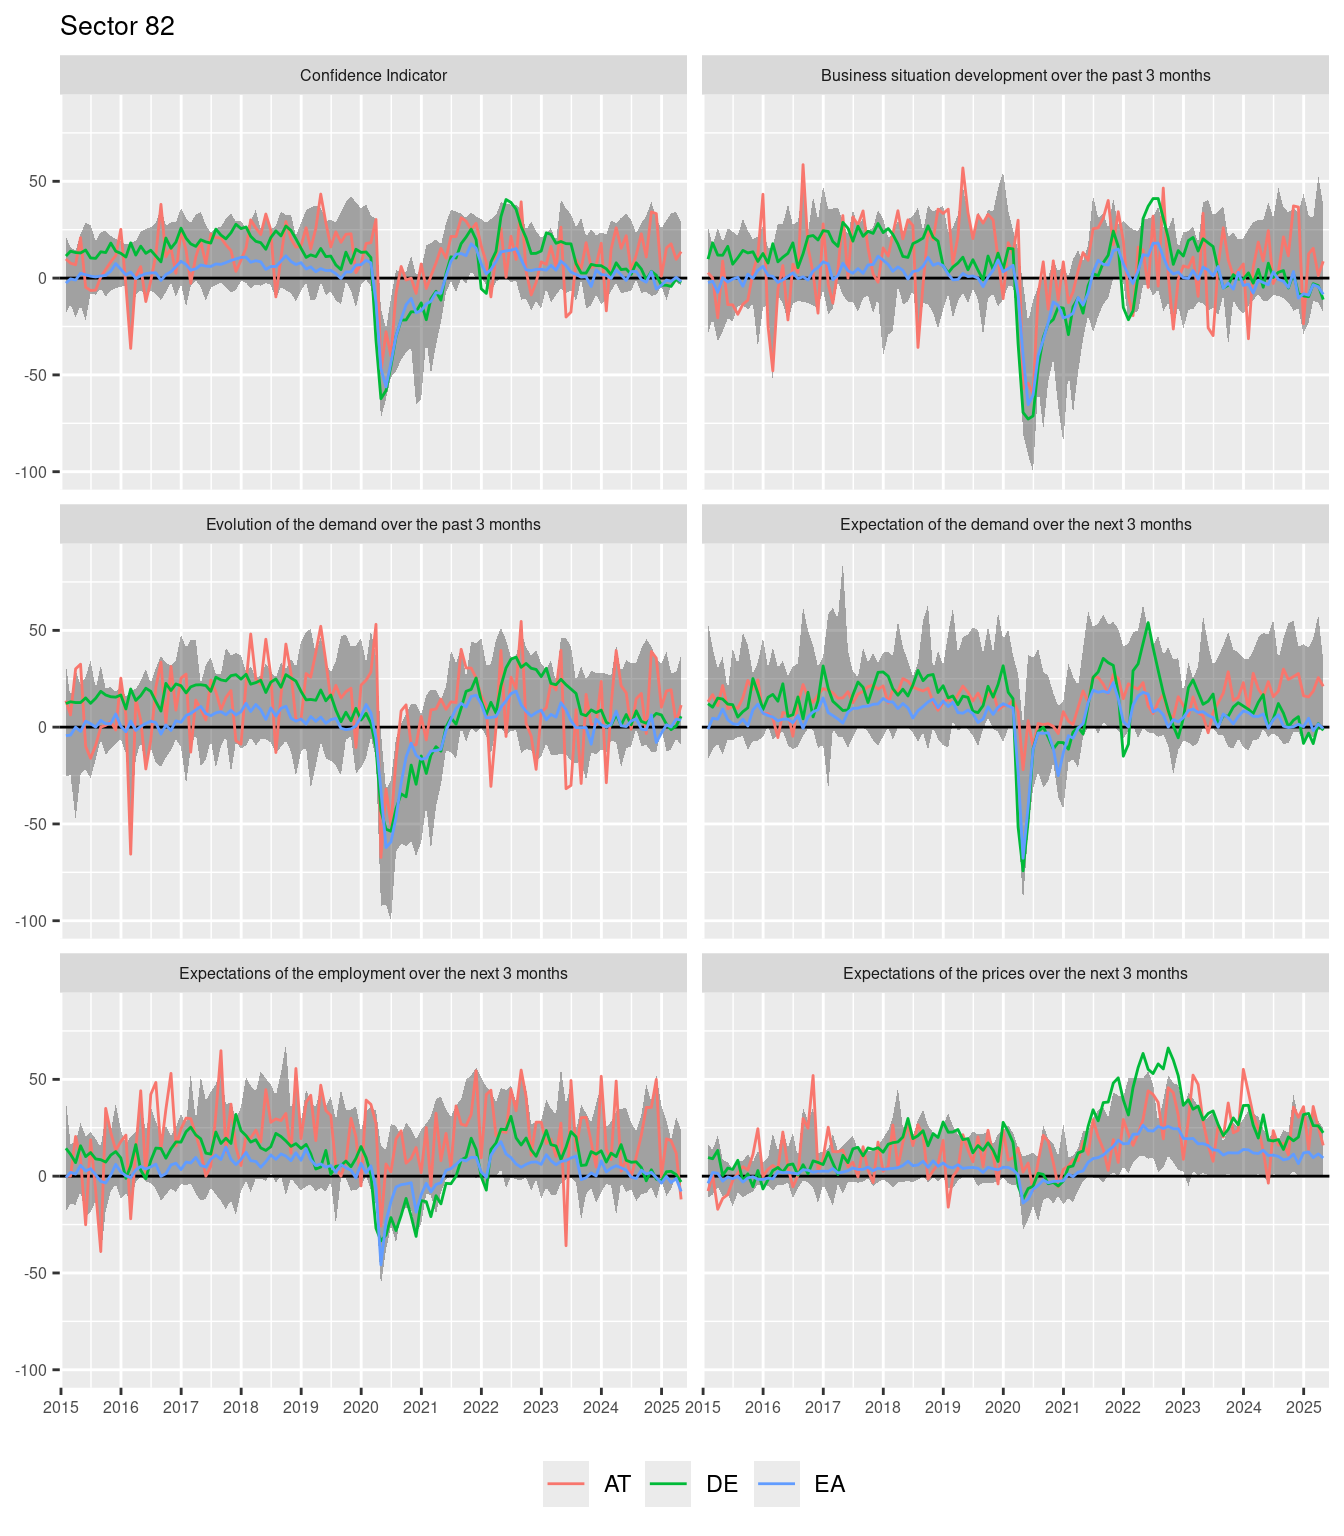 Sector 82
Confidence Indicator
Business situation development over the past 3 months
50
0
-50
-100
Evolution of the demand over the past 3 months
Expectation of the demand over the next 3 months
50
0
-50
-100
Expectations of the employment over the next 3 months
Expectations of the prices over the next 3 months
50
0
-50
-100
2015 2016 2017 2018 2019 2020 2021 2022 2023 2024 2025
2015 2016 2017 2018 2019 2020 2021 2022 2023 2024 2025
AT DE EA